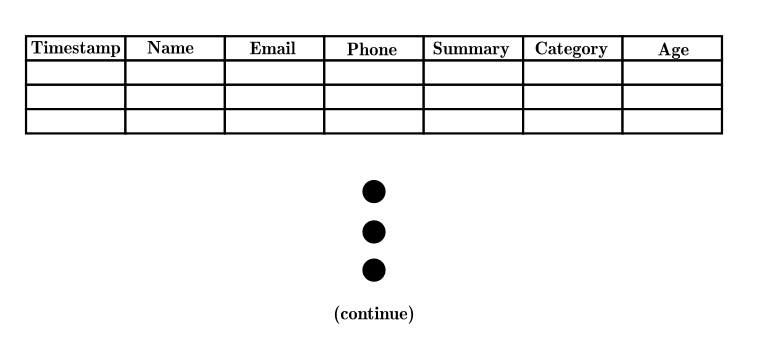 Timestamp Name Email Phone Summary Category Age
(continue)